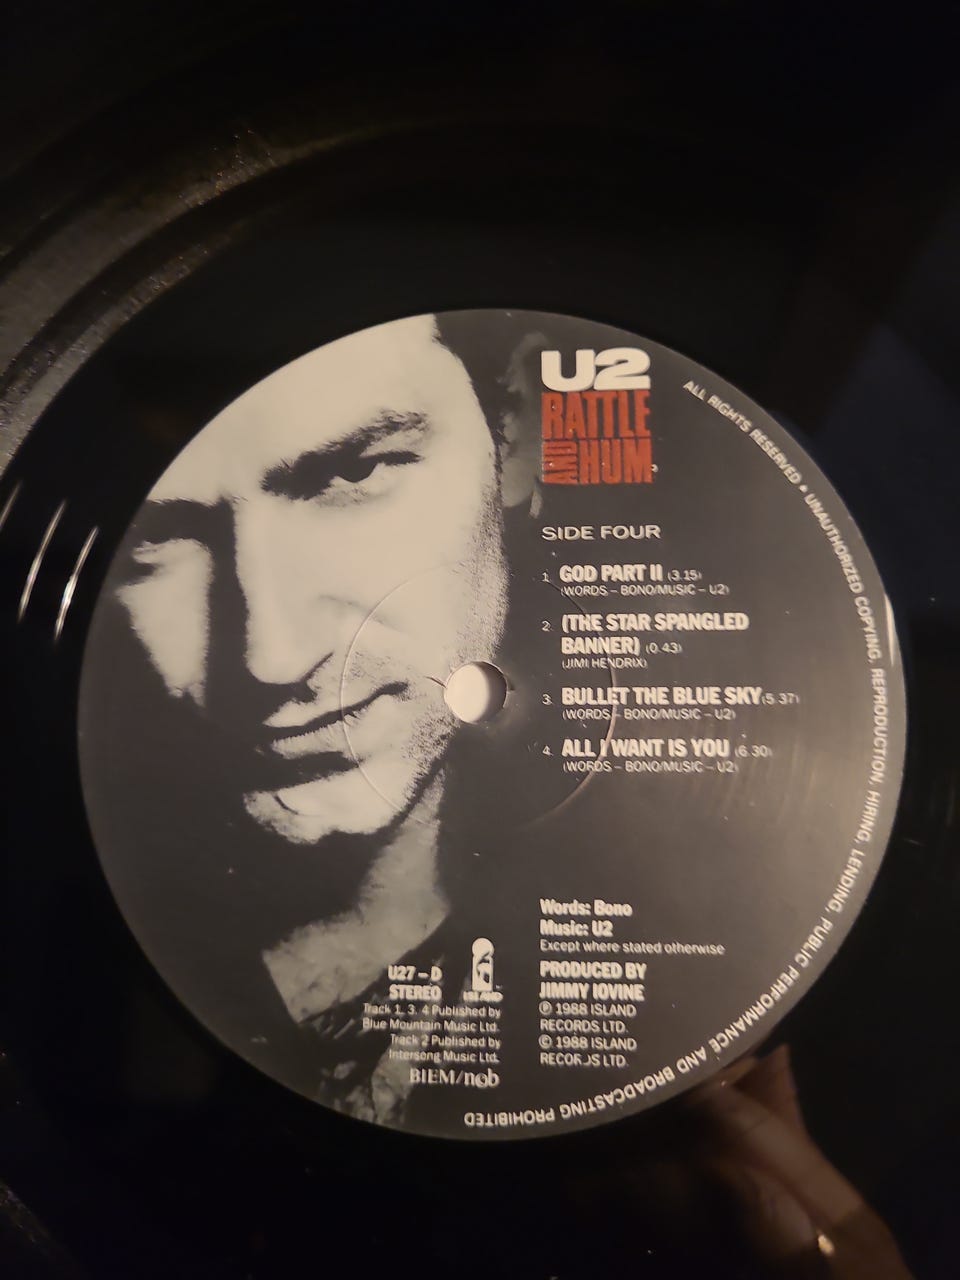 U2
RATTLE
AND HUM
SIDE FOUR
1. GOD PART II (3.15)
(WORDS – BONO/MUSIC – U2)
2. (THE STAR SPANGLED
BANNER) (0.43)
(JIMI HENDRIX)
3. BULLET THE BLUE SKY (5.37)
(WORDS – BONO/MUSIC – U2)
4. ALL I WANT IS YOU (6.30)
(WORDS – BONO/MUSIC – U2)
Words: Bono
Music: U2
Except where stated otherwise
PRODUCED BY
JIMMY IOVINE
℗ 1988 ISLAND
RECORDS LTD.
© 1988 ISLAND
RECORDS LTD.
U27 – D
STEREO
ISLAND
Track 1, 3, 4 Published by
Blue Mountain Music Ltd.
Track 2 Published by
Intersong Music Ltd.
BIEM/ncb
ALL RIGHTS RESERVED • UNAUTHORIZED COPYING, REPRODUCTION, HIRING, LENDING, PUBLIC PERFORMANCE AND BROADCASTING PROHIBITED